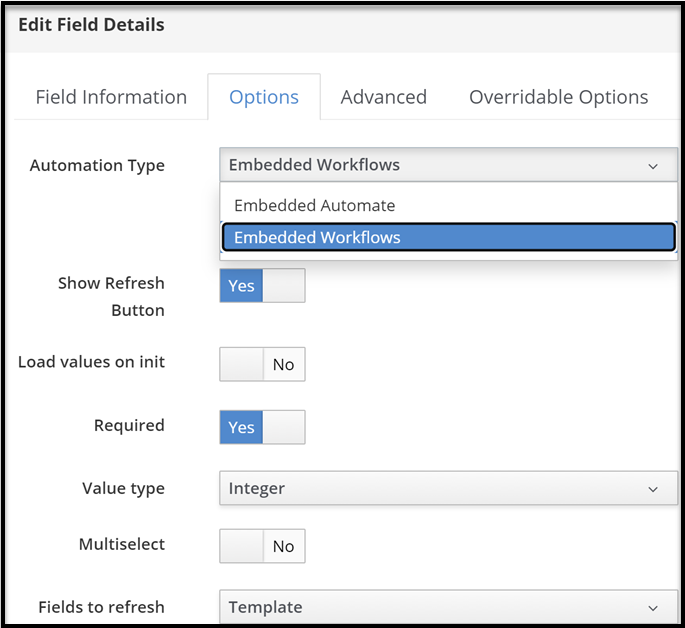 Edit Field Details
Field Information Options Advanced Overridable Options
Automation Type Embedded Workflows
Embedded Automate
Embedded Workflows
Show Refresh Button Yes
Load values on init No
Required Yes
Value type Integer
Multiselect No
Fields to refresh Template